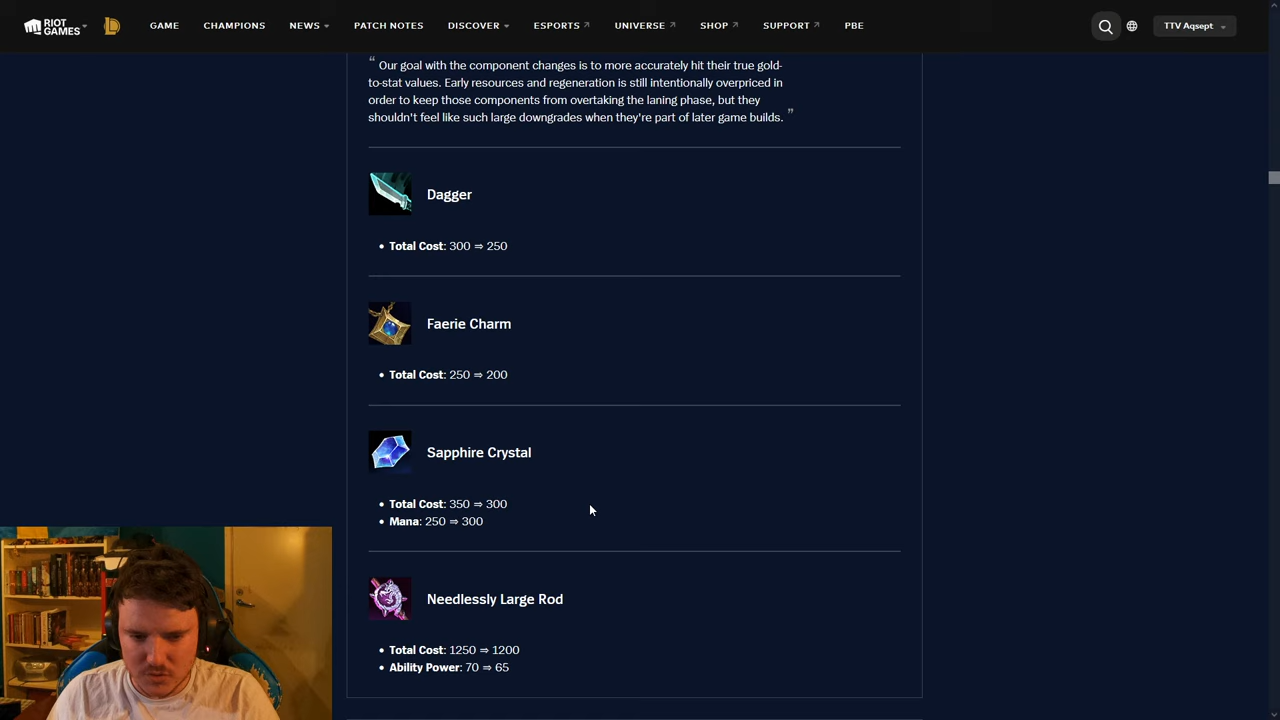 RIOT GAMES
GAME
CHAMPIONS
NEWS
PATCH NOTES
DISCOVER
ESPORTS
UNIVERSE
SHOP
SUPPORT
PBE
TTV Aqsept
“ Our goal with the component changes is to more accurately hit their true gold-
to-stat values. Early resources and regeneration is still intentionally overpriced in
order to keep those components from overtaking the laning phase, but they
shouldn't feel like such large downgrades when they're part of later game builds. ”
Dagger
• Total Cost: 300 ⇒ 250
Faerie Charm
• Total Cost: 250 ⇒ 200
Sapphire Crystal
• Total Cost: 350 ⇒ 300
• Mana: 250 ⇒ 300
Needlessly Large Rod
• Total Cost: 1250 ⇒ 1200
• Ability Power: 70 ⇒ 65